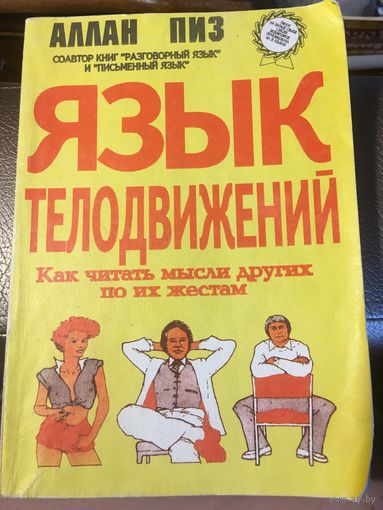 АЛЛАН ПИЗ
СОАВТОР КНИГ "РАЗГОВОРНЫЙ ЯЗЫК"
И "ПИСЬМЕННЫЙ ЯЗЫК"
ЯЗЫК
ТЕЛОДВИЖЕНИЙ
Как читать мысли других
по их жестам